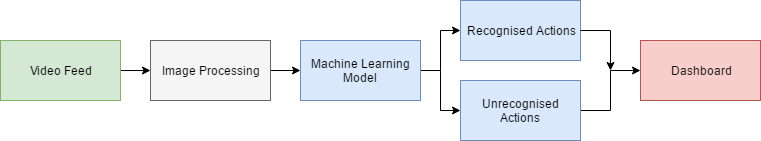 Video Feed
Image Processing
Machine Learning
Model
Recognised Actions
Unrecognised
Actions
Dashboard